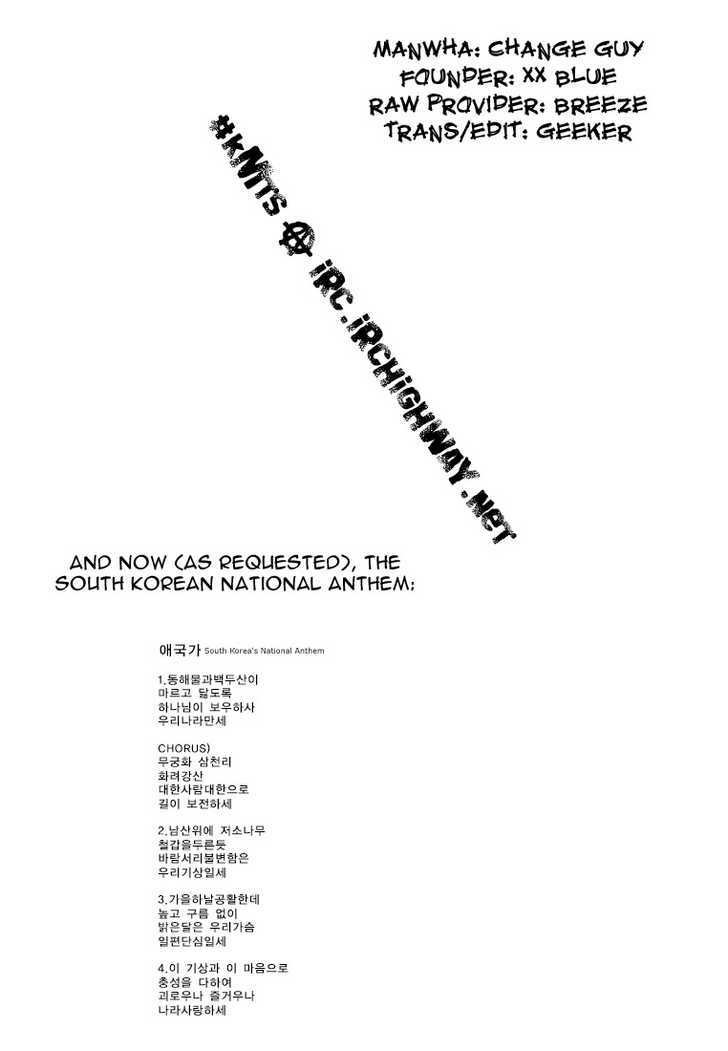 MANWHA: CHANGE GUY
FOUNDER: XX BLUE
RAW PROVIDER: BREEZE
TRANS/EDIT: GEEKER
#KNiTS @ iRC.iRCHiGHWAY.NeT
AND NOW (AS REQUESTED), THE
SOUTH KOREAN NATIONAL ANTHEM:
애국가 South Korea's National Anthem
1.동해물과백두산이
마르고 닳도록
하나님이 보우하사
우리나라만세
CHORUS)
무궁화 삼천리
화려강산
대한사람대한으로
길이 보전하세
2.남산위에 저소나무
철갑을두른듯
바람서리불변함은
우리기상일세
3.가을하날공활한데
높고 구름 없이
밝은달은 우리가슴
일편단심일세
4.이 기상과 이 마음으로
충성을 다하여
괴로우나 즐거우나
나라사랑하세